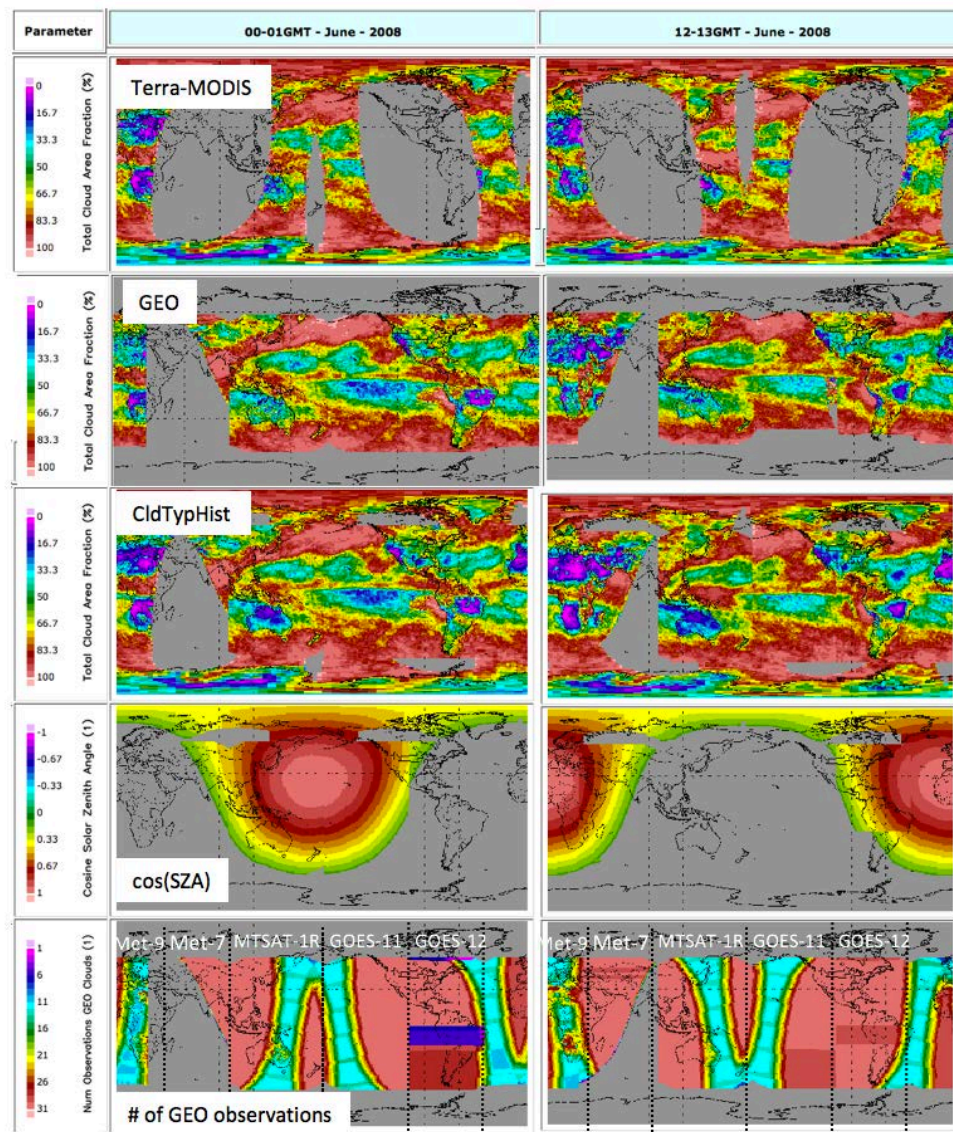 Parameter
00-01GMT - June - 2008
12-13GMT - June - 2008
Total Cloud Area Fraction (%)
0
16.7
33.3
50
66.7
83.3
100
Terra-MODIS
Total Cloud Area Fraction (%)
0
16.7
33.3
50
66.7
83.3
100
GEO
Total Cloud Area Fraction (%)
0
16.7
33.3
50
66.7
83.3
100
CldTypHist
Cosine Solar Zenith Angle (1)
-1
-0.67
-0.33
0
0.33
0.67
1
cos(SZA)
Num Observations GEO Clouds (1)
1
6
11
16
21
26
31
Met-9 Met-7 MTSAT-1R GOES-11 GOES-12
Met-9 Met-7 MTSAT-1R GOES-11 GOES-12
# of GEO observations